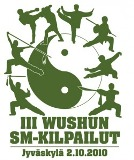 III WUSHUN
SM-KILPAILUT
Jyväskylä 2.10.2010